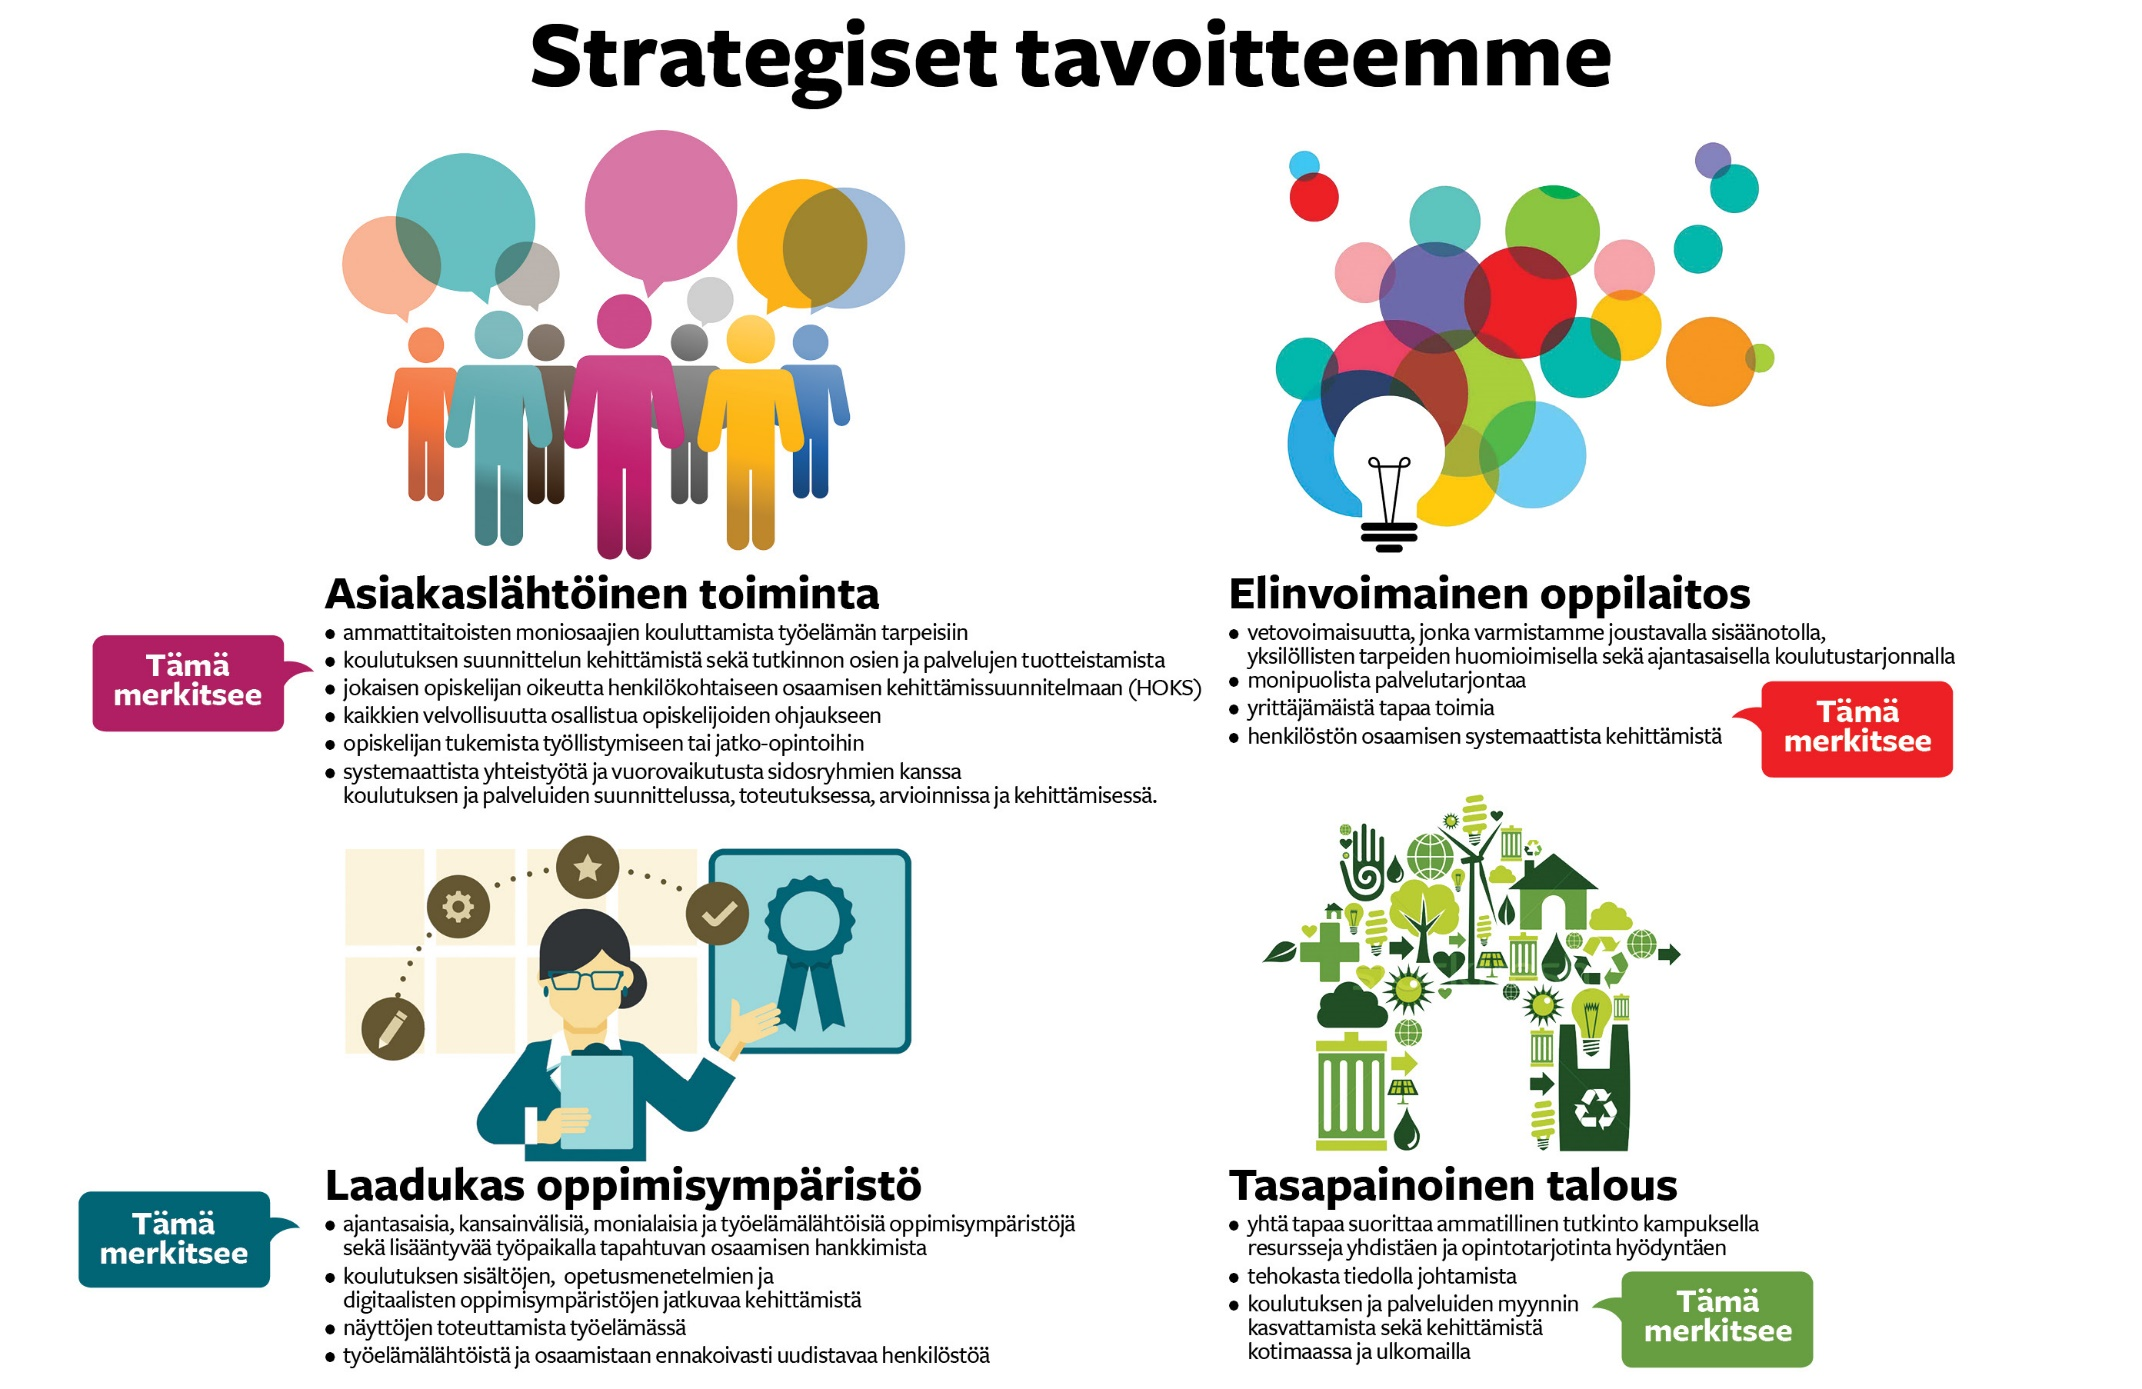 Strategiset tavoitteemme
Asiakaslähtöinen toiminta
Tämä
merkitsee
• ammattitaitoisten moniosaajien kouluttamista työelämän tarpeisiin
• koulutuksen suunnittelun kehittämistä sekä tutkinnon osien ja palvelujen tuotteistamista
• jokaisen opiskelijan oikeutta henkilökohtaiseen osaamisen kehittämissuunnitelmaan (HOKS)
• kaikkien velvollisuutta osallistua opiskelijoiden ohjaukseen
• opiskelijan tukemista työllistymiseen tai jatko-opintoihin
• systemaattista yhteistyötä ja vuorovaikutusta sidosryhmien kanssa
koulutuksen ja palveluiden suunnittelussa, toteutuksessa, arvioinnissa ja kehittämisessä.
Elinvoimainen oppilaitos
• vetovoimaisuutta, jonka varmistamme joustavalla sisäänotolla,
yksilöllisten tarpeiden huomioimisella sekä ajantasaisella koulutustarjonnalla
• monipuolista palvelutarjontaa
• yrittäjämäistä tapaa toimia
• henkilöstön osaamisen systemaattista kehittämistä
Tämä
merkitsee
Laadukas oppimisympäristö
Tämä
merkitsee
• ajantasaisia, kansainvälisiä, monialaisia ja työelämälähtöisiä oppimisympäristöjä
sekä lisääntyvää työpaikalla tapahtuvan osaamisen hankkimista
• koulutuksen sisältöjen, opetusmenetelmien ja
digitaalisten oppimisympäristöjen jatkuvaa kehittämistä
• näyttöjen toteuttamista työelämässä
• työelämälähtöistä ja osaamistaan ennakoivasti uudistavaa henkilöstöä
Tasapainoinen talous
• yhtä tapaa suorittaa ammatillinen tutkinto kampuksella
resursseja yhdistäen ja opintotarjotinta hyödyntäen
• tehokasta tiedolla johtamista
• koulutuksen ja palveluiden myynnin
kasvattamista sekä kehittämistä
kotimaassa ja ulkomailla
Tämä
merkitsee